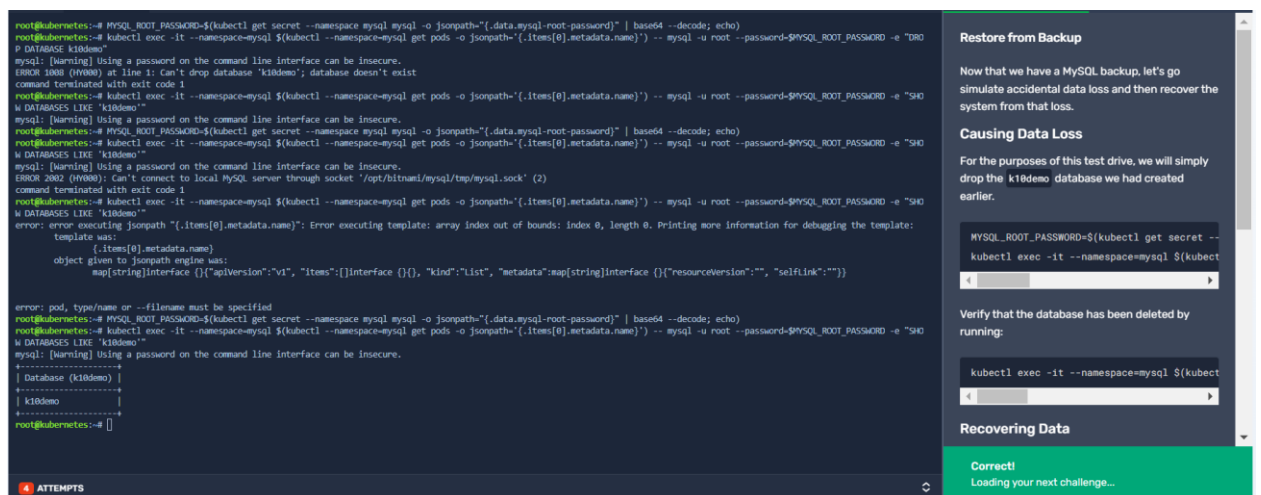 root@kubernetes:~# MYSQL_ROOT_PASSWORD=$(kubectl get secret --namespace mysql mysql -o jsonpath="{.data.mysql-root-password}" | base64 --decode; echo)
root@kubernetes:~# kubectl exec -it --namespace=mysql $(kubectl --namespace=mysql get pods -o jsonpath='{.items[0].metadata.name}') -- mysql -u root --password=$MYSQL_ROOT_PASSWORD -e "DRO
P DATABASE k10demo"
mysql: [Warning] Using a password on the command line interface can be insecure.
ERROR 1008 (HY000) at line 1: Can't drop database 'k10demo'; database doesn't exist
command terminated with exit code 1
root@kubernetes:~# kubectl exec -it --namespace=mysql $(kubectl --namespace=mysql get pods -o jsonpath='{.items[0].metadata.name}') -- mysql -u root --password=$MYSQL_ROOT_PASSWORD -e "SHO
W DATABASES LIKE 'k10demo'"
mysql: [Warning] Using a password on the command line interface can be insecure.
root@kubernetes:~# MYSQL_ROOT_PASSWORD=$(kubectl get secret --namespace mysql mysql -o jsonpath="{.data.mysql-root-password}" | base64 --decode; echo)
root@kubernetes:~# kubectl exec -it --namespace=mysql $(kubectl --namespace=mysql get pods -o jsonpath='{.items[0].metadata.name}') -- mysql -u root --password=$MYSQL_ROOT_PASSWORD -e "SHO
W DATABASES LIKE 'k10demo'"
mysql: [Warning] Using a password on the command line interface can be insecure.
ERROR 2002 (HY000): Can't connect to local MySQL server through socket '/opt/bitnami/mysql/tmp/mysql.sock' (2)
command terminated with exit code 1
root@kubernetes:~# kubectl exec -it --namespace=mysql $(kubectl --namespace=mysql get pods -o jsonpath='{.items[0].metadata.name}') -- mysql -u root --password=$MYSQL_ROOT_PASSWORD -e "SHO
W DATABASES LIKE 'k10demo'"
error: error executing jsonpath "{.items[0].metadata.name}": Error executing template: array index out of bounds: index 0, length 0. Printing more information for debugging the template:
template was:
{.items[0].metadata.name}
object given to jsonpath engine was:
map[string]interface {}{"apiVersion":"v1", "items":[]interface {}{}, "kind":"List", "metadata":map[string]interface {}{"resourceVersion":"", "selfLink":""}}
error: pod, type/name or --filename must be specified
root@kubernetes:~# MYSQL_ROOT_PASSWORD=$(kubectl get secret --namespace mysql mysql -o jsonpath="{.data.mysql-root-password}" | base64 --decode; echo)
root@kubernetes:~# kubectl exec -it --namespace=mysql $(kubectl --namespace=mysql get pods -o jsonpath='{.items[0].metadata.name}') -- mysql -u root --password=$MYSQL_ROOT_PASSWORD -e "SHO
W DATABASES LIKE 'k10demo'"
mysql: [Warning] Using a password on the command line interface can be insecure.
+--------------------+
| Database (k10demo) |
+--------------------+
| k10demo            |
+--------------------+
root@kubernetes:~#
4 ATTEMPTS
Restore from Backup
Now that we have a MySQL backup, let's go
simulate accidental data loss and then recover the
system from that loss.
Causing Data Loss
For the purposes of this test drive, we will simply
drop the k10demo database we had created
earlier.
MYSQL_ROOT_PASSWORD=$(kubectl get secret --
kubectl exec -it --namespace=mysql $(kubect
Verify that the database has been deleted by
running:
kubectl exec -it --namespace=mysql $(kubect
Recovering Data
Correct!
Loading your next challenge...